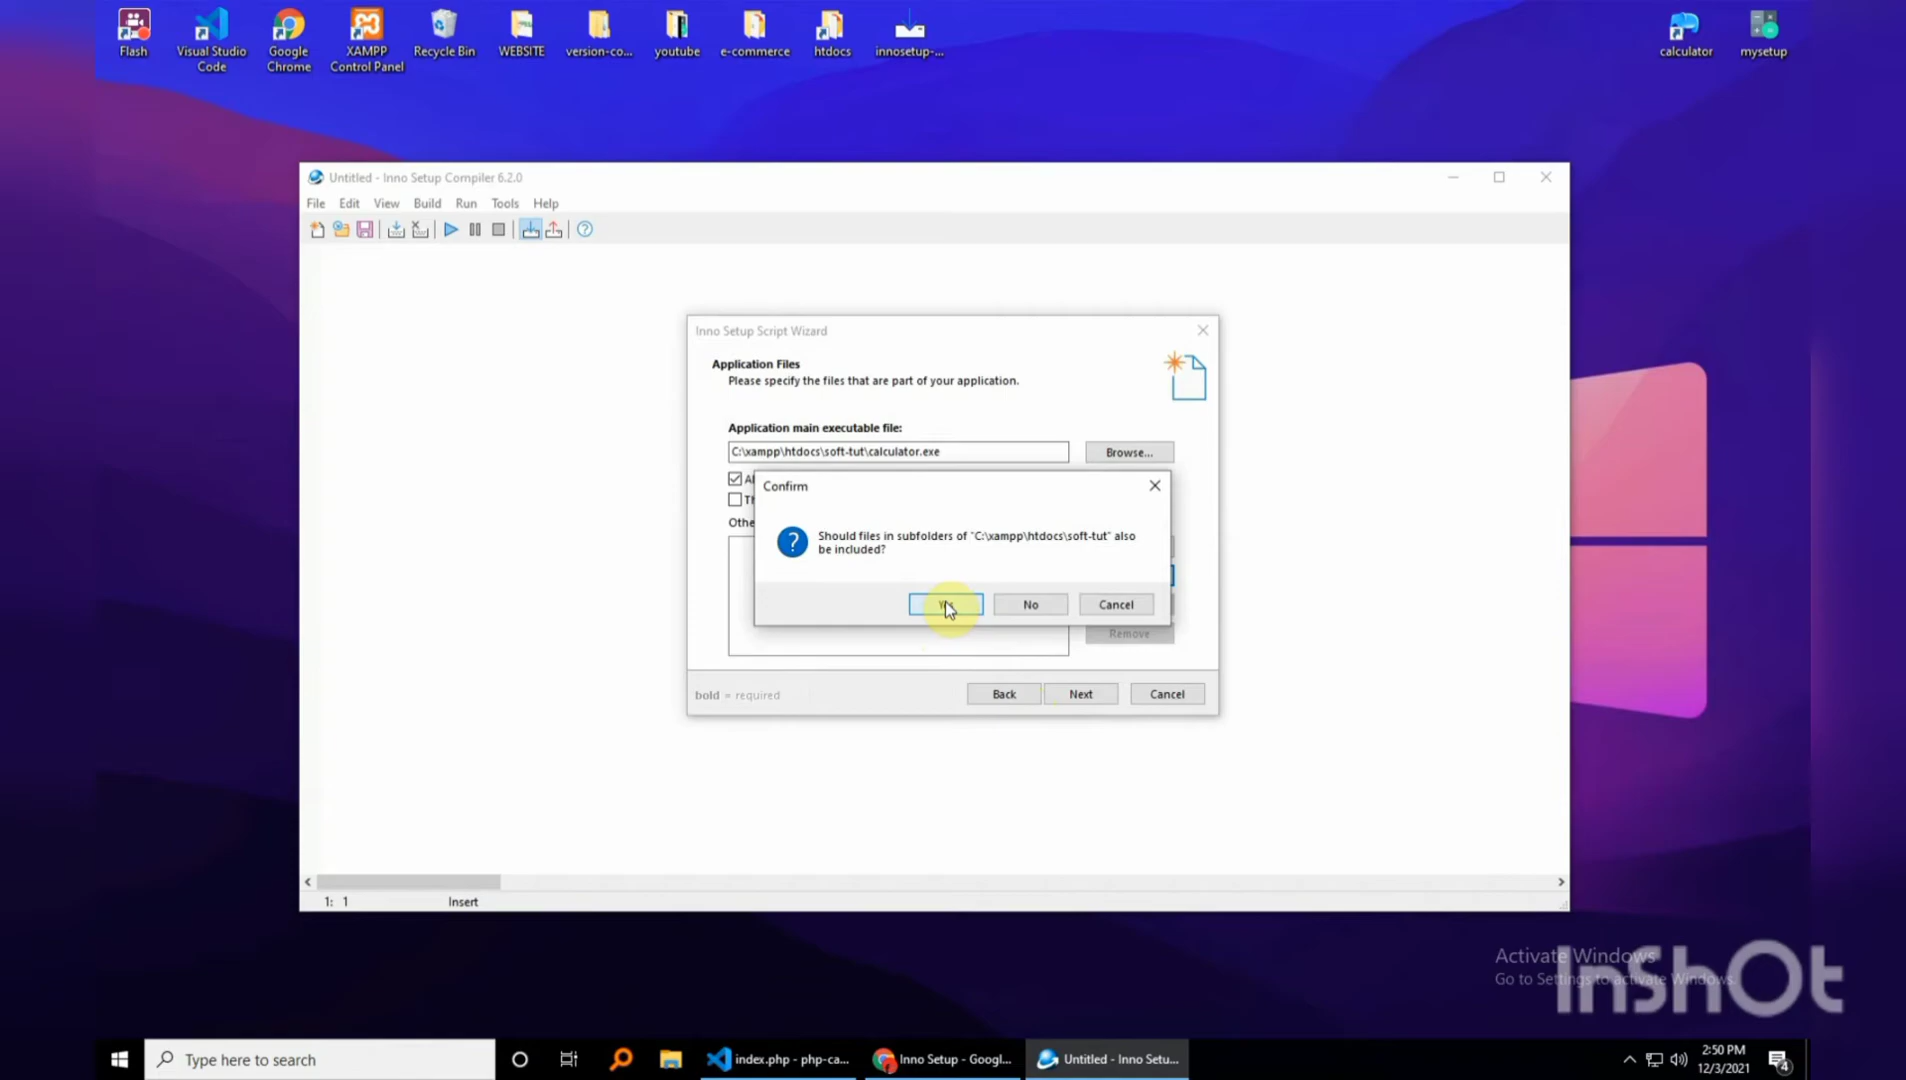 Flash
Visual Studio Code
Google Chrome
XAMPP Control Panel
Recycle Bin
WEBSITE
version-co...
youtube
e-commerce
htdocs
innosetup-...
calculator
mysetup
Untitled - Inno Setup Compiler 6.2.0
File Edit View Build Run Tools Help
Inno Setup Script Wizard
Application Files
Please specify the files that are part of your application.
Application main executable file:
C:\xampp\htdocs\soft-tut\calculator.exe
Browse...
Confirm
Othe
Should files in subfolders of "C:\xampp\htdocs\soft-tut" also
be included?
No Cancel
Remove
bold = required
Back Next Cancel
1: 1 Insert
Activate Windows
Go to Settings to activate Windows.
InShOt
Type here to search
index.php - php-ca...
Inno Setup - Googl...
Untitled - Inno Setu...
2:50 PM
12/3/2021
4